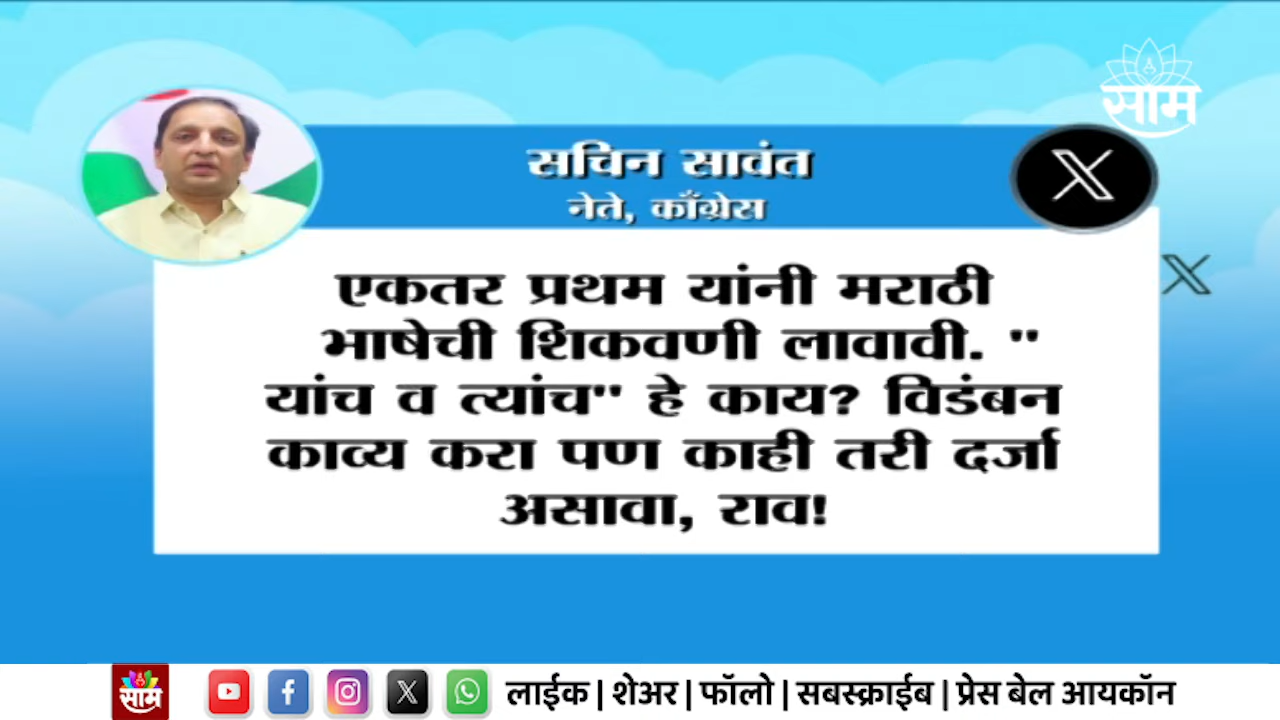 साम
सचिन सावंत
नेते, काँग्रेस
एकतर प्रथम यांनी मराठी
भाषेची शिकवणी लावावी. "
यांच व त्यांच" हे काय? विडंबन
काव्य करा पण काही तरी दर्जा
असावा, राव!
साम
लाईक | शेअर | फॉलो | सबस्क्राईब | प्रेस बेल आयकॉन